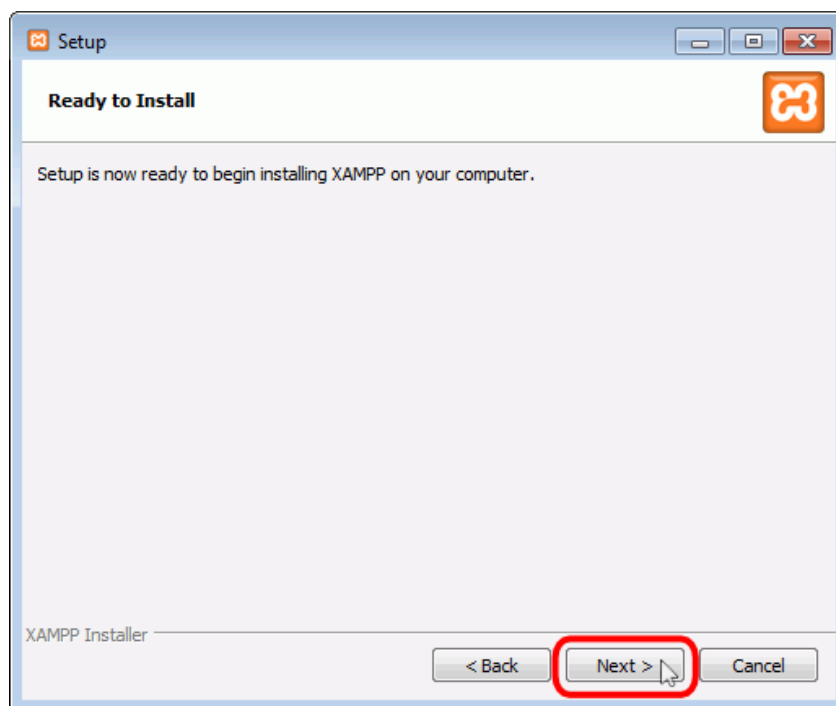 Setup
Ready to Install
Setup is now ready to begin installing XAMPP on your computer.
XAMPP Installer
< Back Next > Cancel